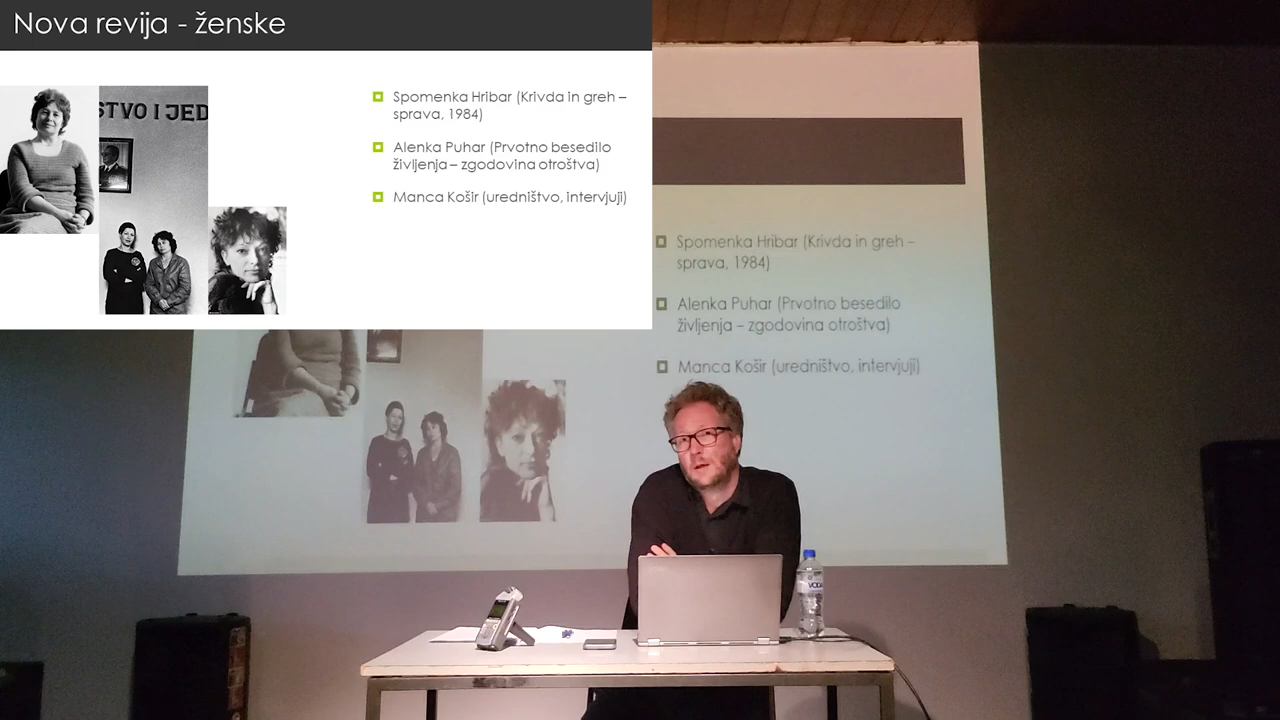 Nova revija - ženske
STVO I JED
Spomenka Hribar (Krivda in greh –
sprava, 1984)
Alenka Puhar (Prvotno besedilo
življenja – zgodovina otroštva)
Manca Košir (uredništvo, intervjuji)
Spomenka Hribar (Krivda in greh –
sprava, 1984)
Alenka Puhar (Prvotno besedilo
življenja – zgodovina otroštva)
Manca Košir (uredništvo, intervjuji)